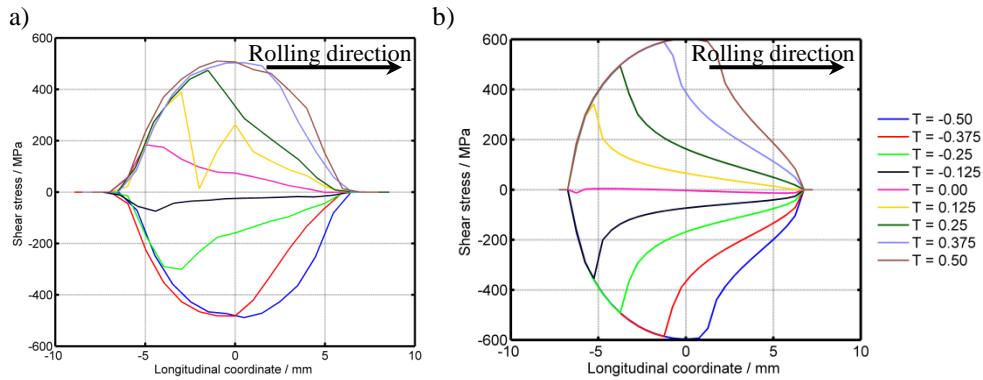 a)
600
400
200
0
-200
-400
-600
-10
-5
0
5
10
Shear stress / MPa
Longitudinal coordinate / mm
Rolling direction
b)
600
400
200
0
-200
-400
-600
-10
-5
0
5
10
Shear stress / MPa
Longitudinal coordinate / mm
Rolling direction
T = -0.50
T = -0.375
T = -0.25
T = -0.125
T = 0.00
T = 0.125
T = 0.25
T = 0.375
T = 0.50